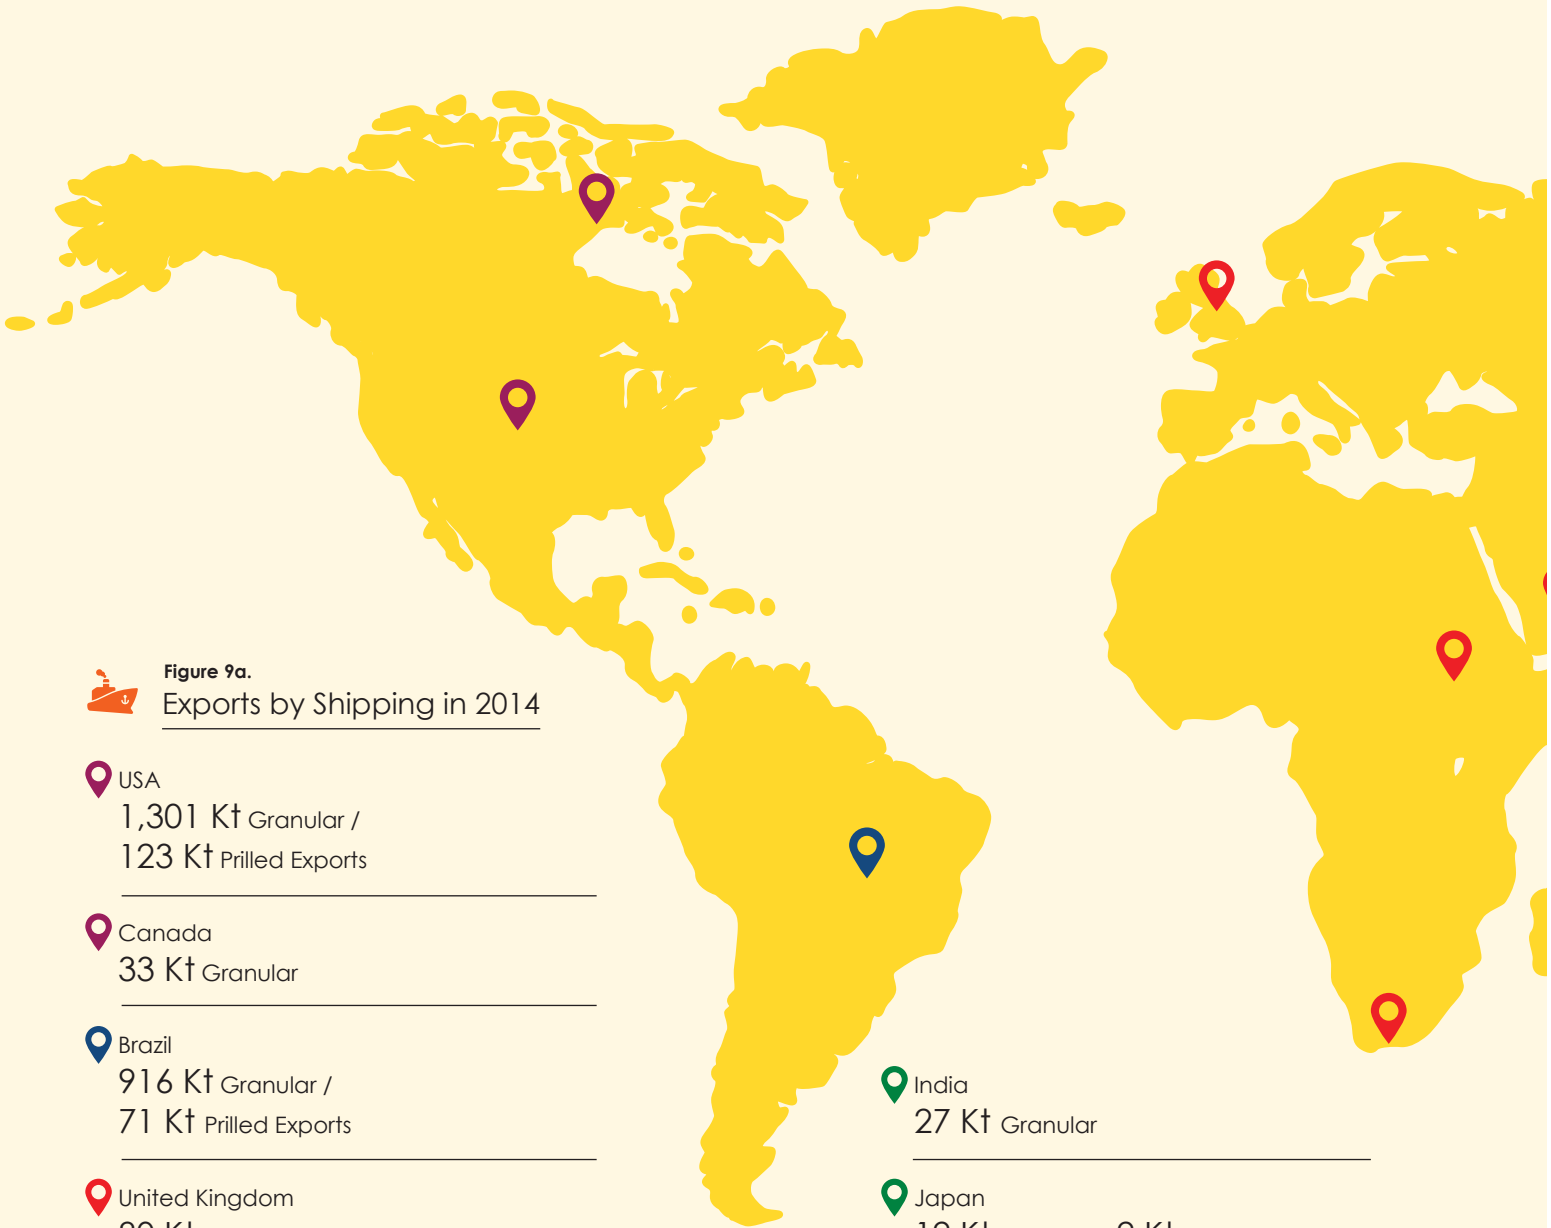 Figure 9a.
Exports by Shipping in 2014
USA
1,301 Kt Granular /
123 Kt Prilled Exports
Canada
33 Kt Granular
Brazil
916 Kt Granular /
71 Kt Prilled Exports
United Kingdom
India
27 Kt Granular
Japan